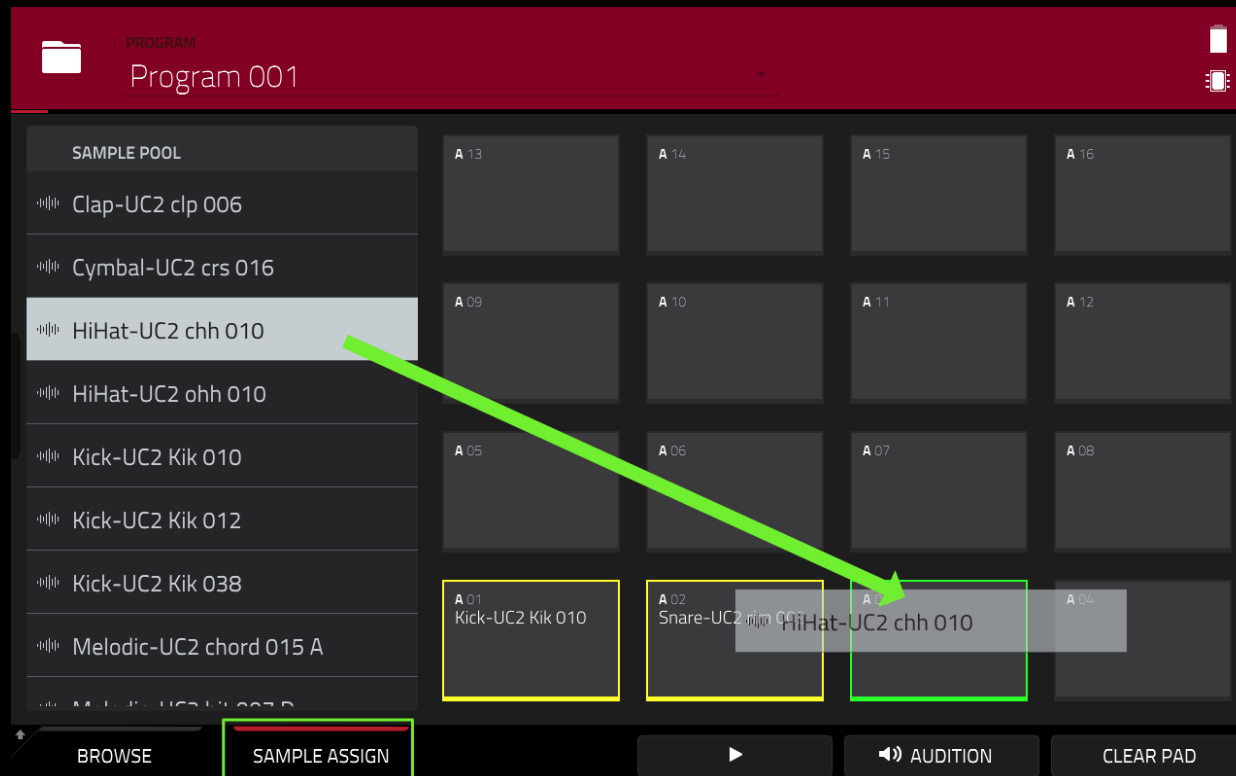 PROGRAM
Program 001
SAMPLE POOL
Clap-UC2 clp 006
Cymbal-UC2 crs 016
HiHat-UC2 chh 010
HiHat-UC2 ohh 010
Kick-UC2 Kik 010
Kick-UC2 Kik 012
Kick-UC2 Kik 038
Melodic-UC2 chord 015 A
A 13
A 14
A 15
A 16
A 09
A 10
A 11
A 12
A 05
A 06
A 07
A 08
A 01
Kick-UC2 Kik 010
A 02
Snare-UC2 rim
A
HiHat-UC2 chh 010
A 04
BROWSE
SAMPLE ASSIGN
AUDITION
CLEAR PAD